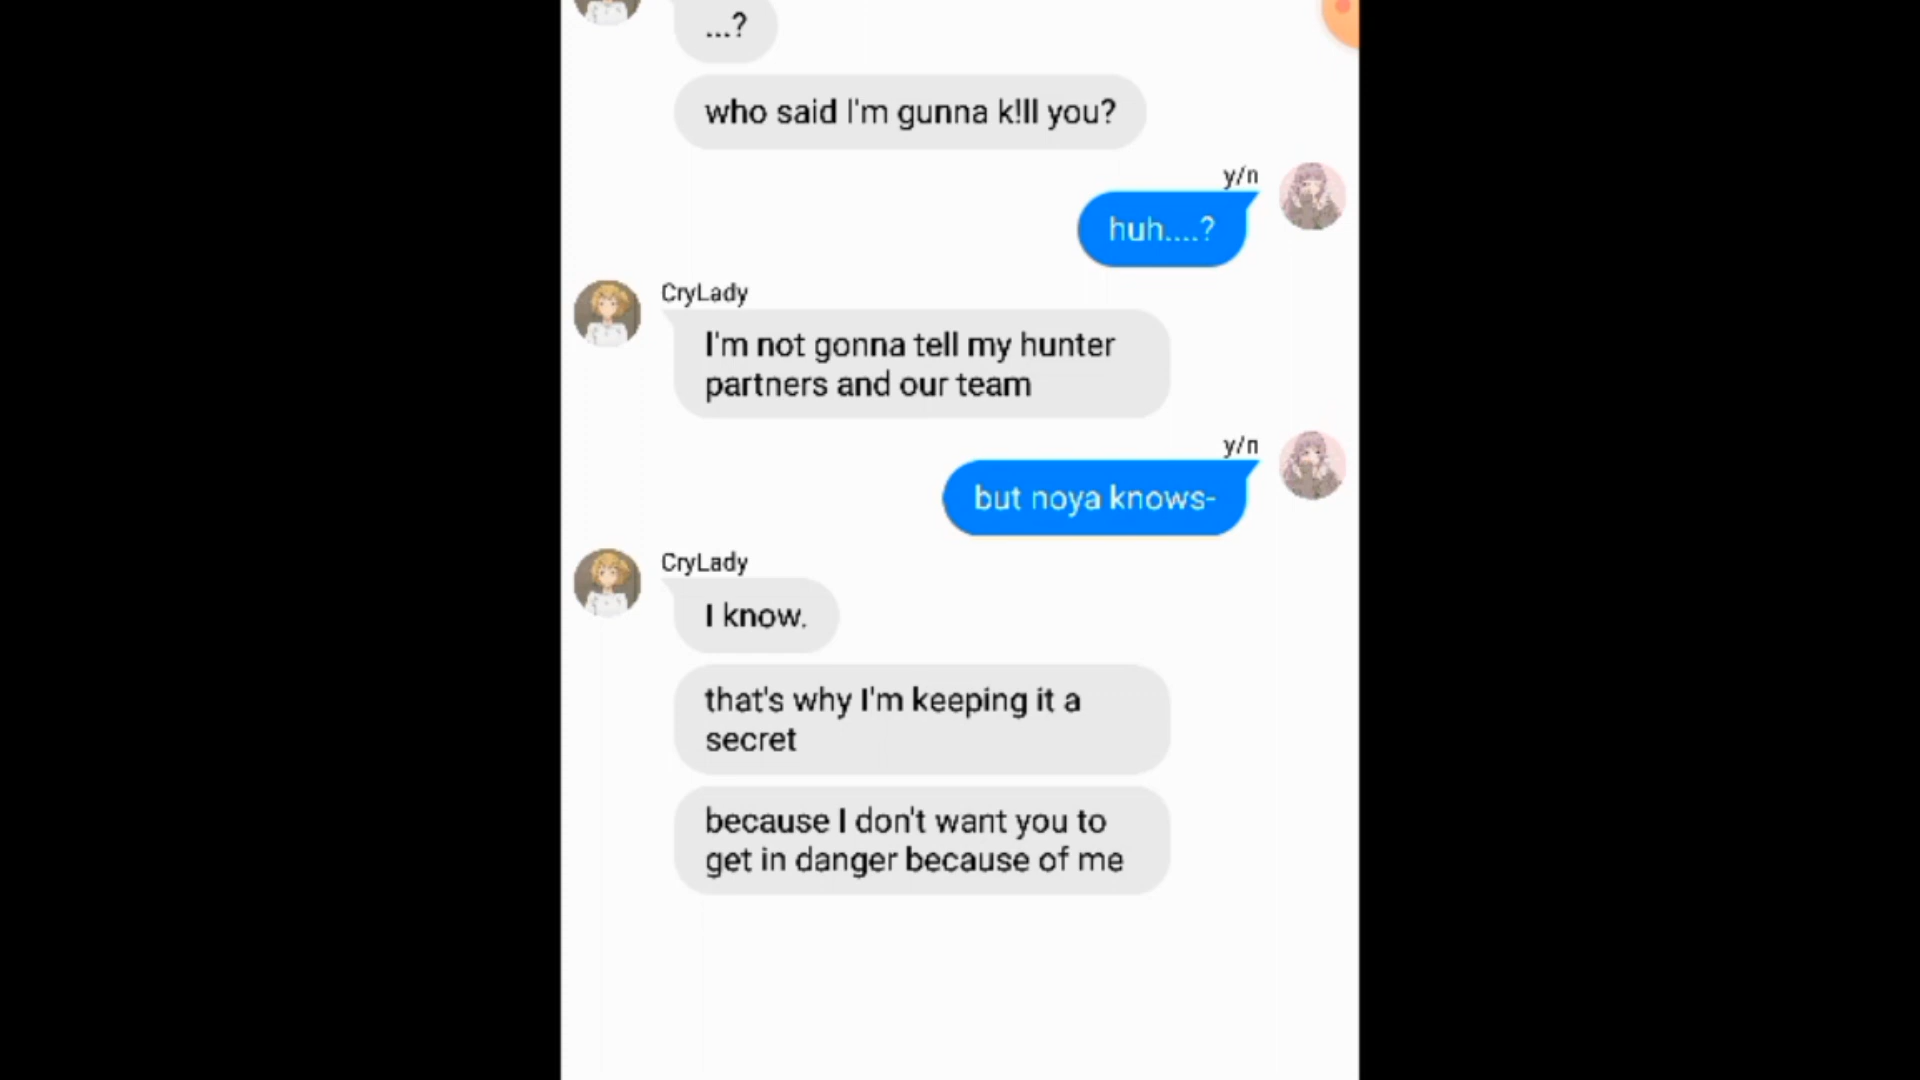 ...?
who said I'm gunna k!ll you?
y/n
huh....?
CryLady
I'm not gonna tell my hunter
partners and our team
y/n
but noya knows-
CryLady
I know.
that's why I'm keeping it a
secret
because I don't want you to
get in danger because of me